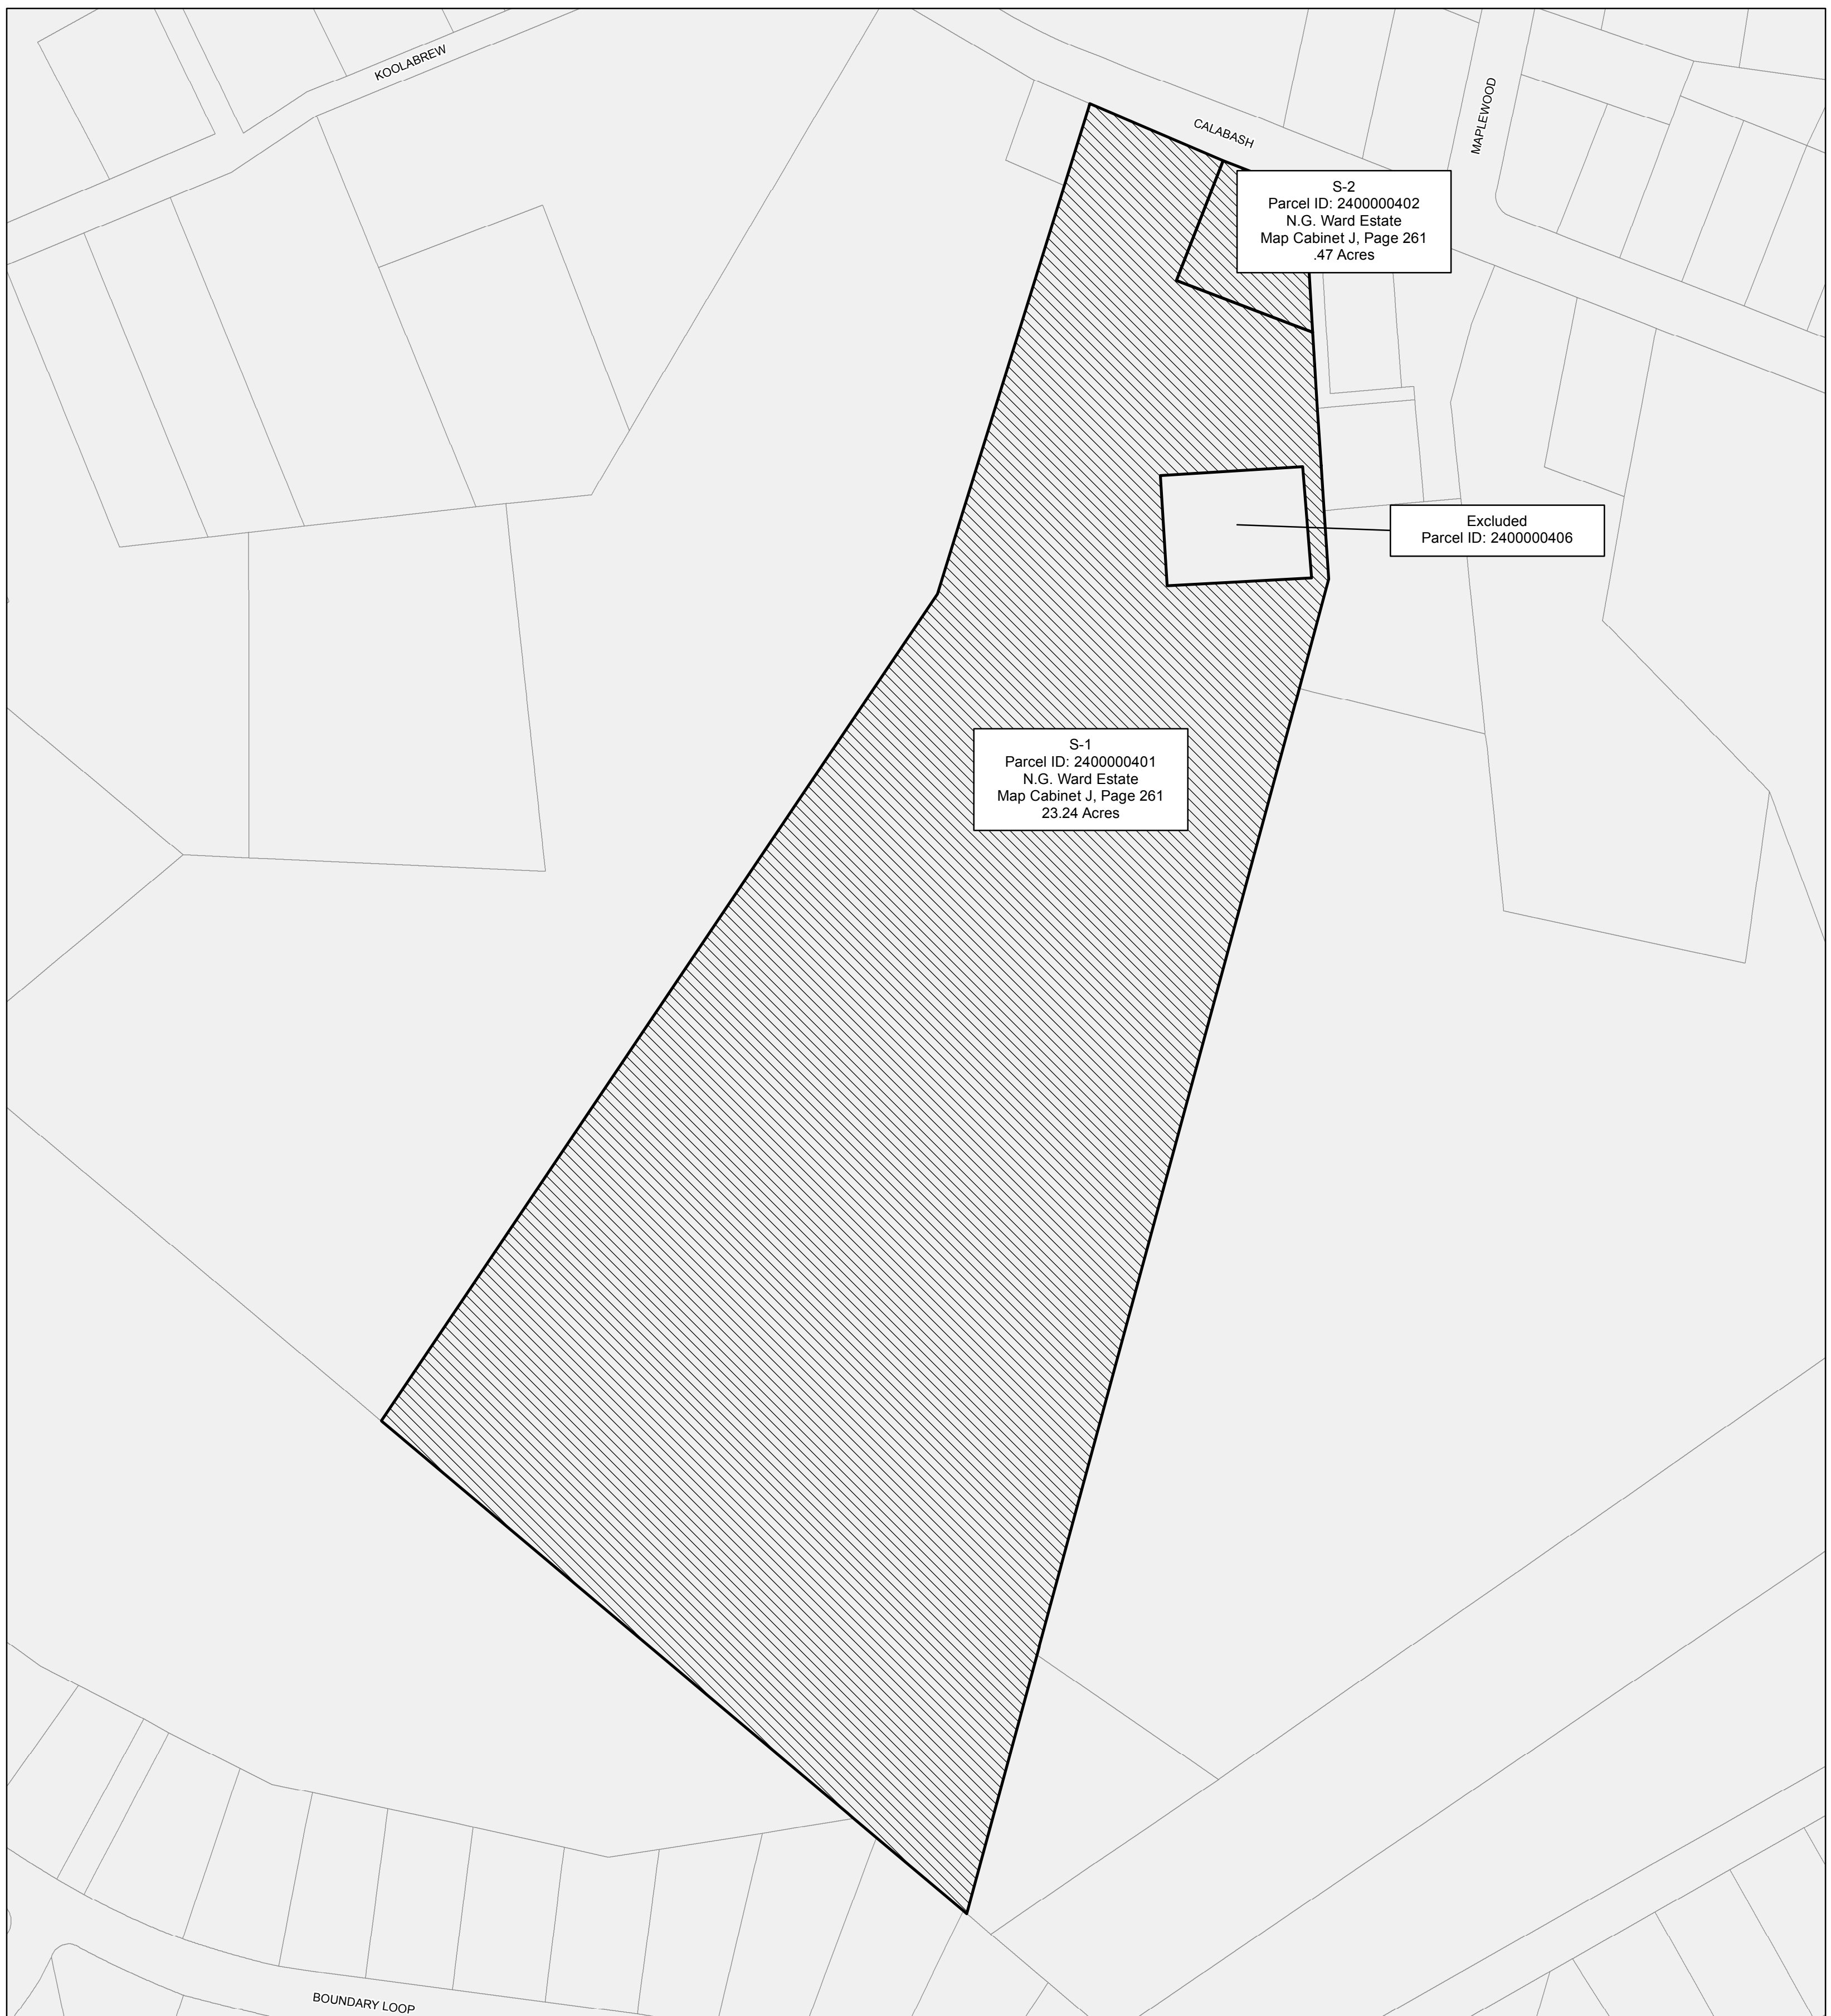 KOOLABREW
CALABASH
MAPLEWOOD
S-2
Parcel ID: 2400000402
N.G. Ward Estate
Map Cabinet J, Page 261
.47 Acres
Excluded
Parcel ID: 2400000406
S-1
Parcel ID: 2400000401
N.G. Ward Estate
Map Cabinet J, Page 261
23.24 Acres
BOUNDARY LOOP